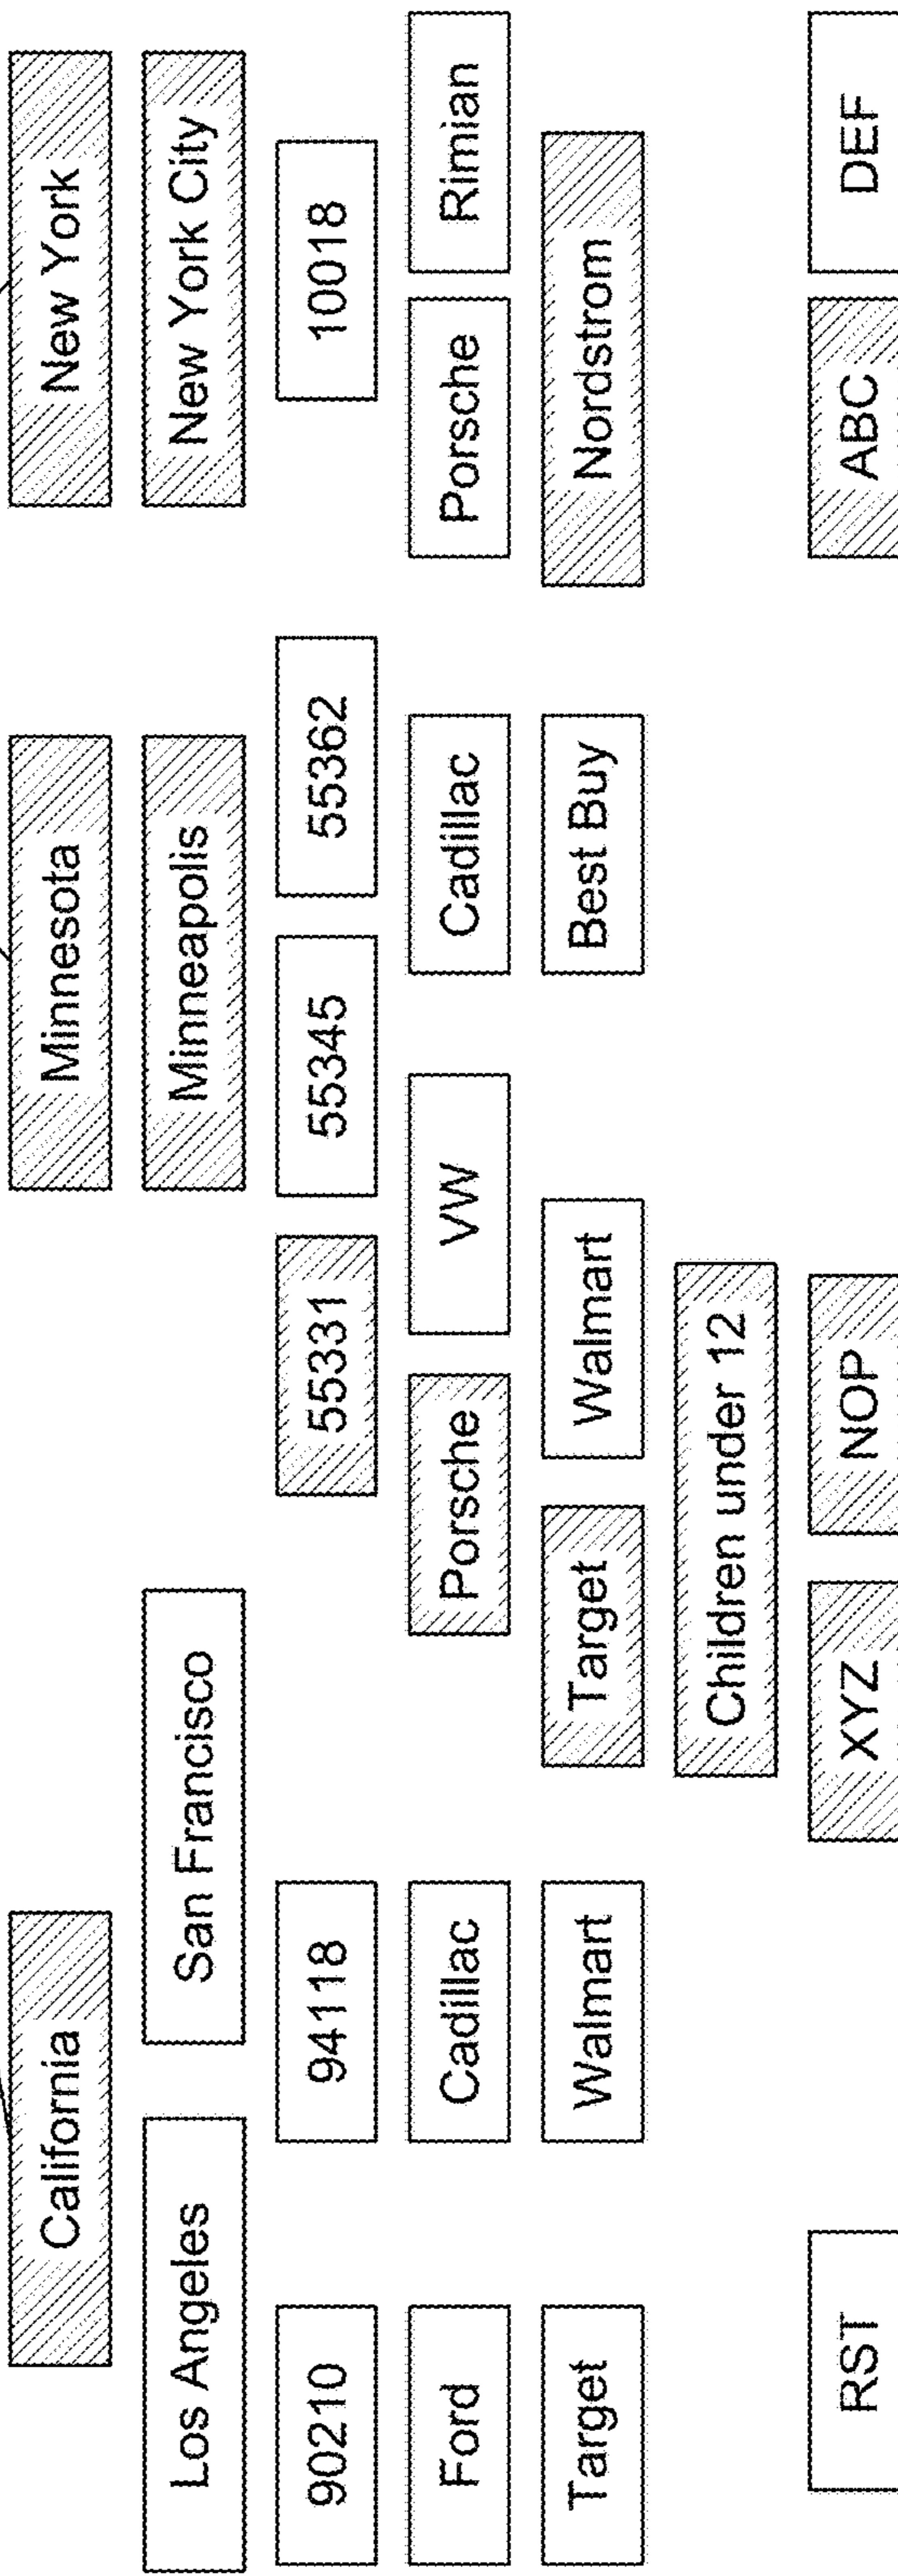 California
Minnesota
New York
Los Angeles
San Francisco
Minneapolis
New York City
90210
94118
55331
55345
55362
10018
Ford
Cadillac
Porsche
VW
Cadillac
Porsche
Rimian
Target
Walmart
Target
Walmart
Best Buy
Nordstrom
Children under 12
RST
XYZ
NOP
ABC
DEF